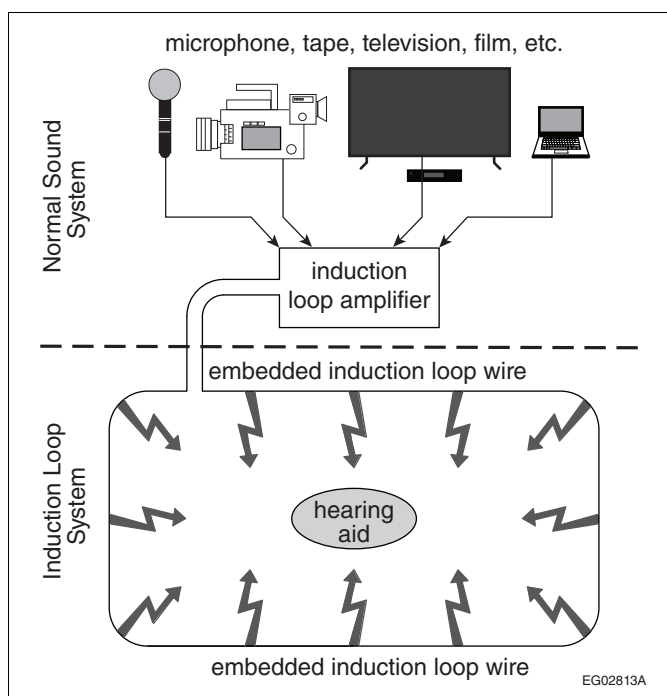 microphone, tape, television, film, etc.
Normal Sound
System
induction
loop amplifier
embedded induction loop wire
Induction Loop
System
hearing
aid
embedded induction loop wire
EG02813A